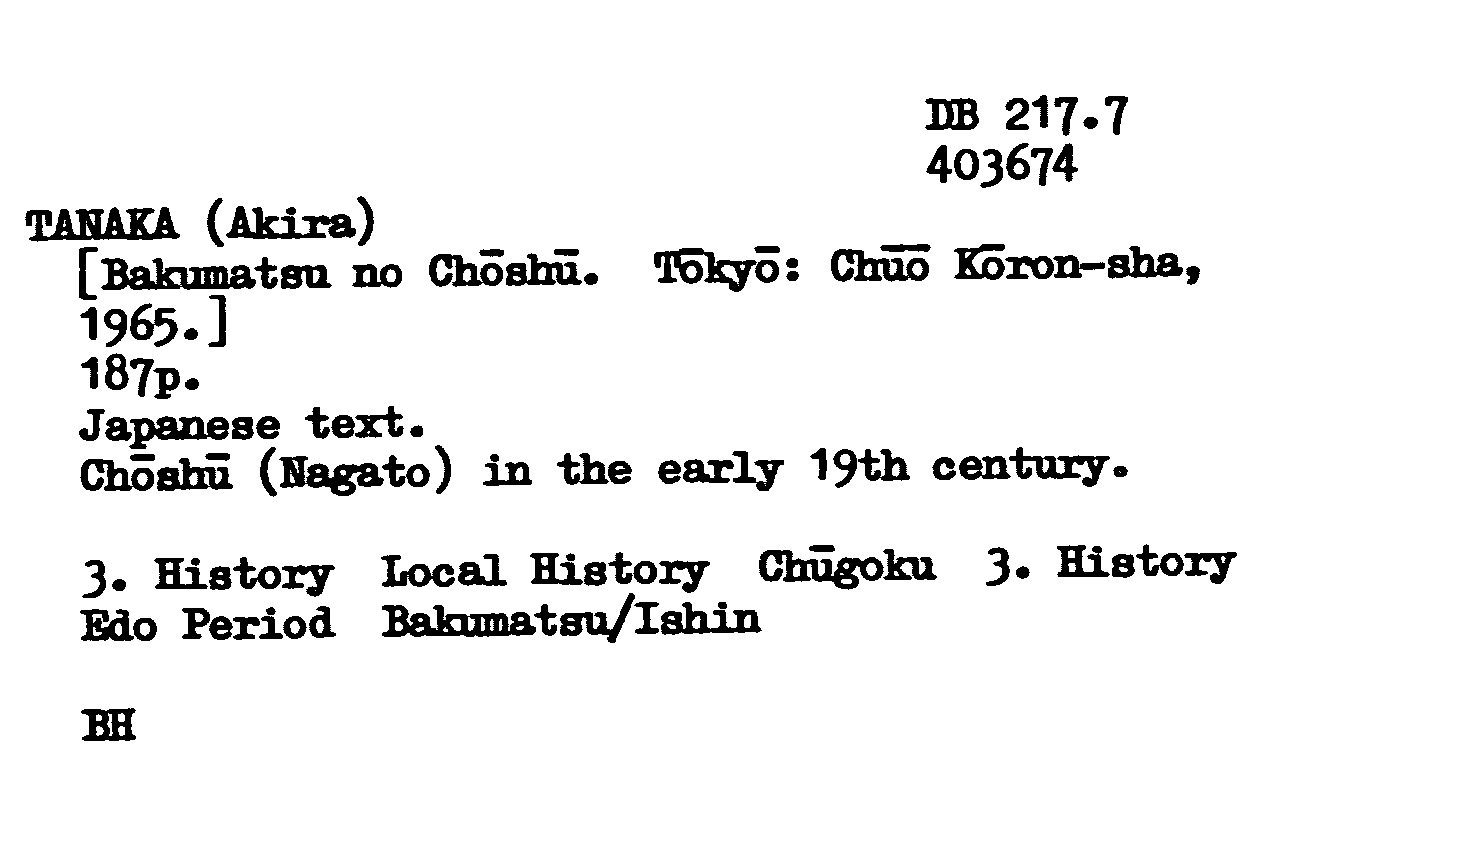 DB 217.7
403674
TANAKA (Akira)
[Bakumatsu no Chōshū. Tōkyō: Chūō Kōron-sha,
1965.]
187p.
Japanese text.
Chōshū (Nagato) in the early 19th century.
3. History Local History Chūgoku 3. History
Edo Period Bakumatsu/Ishin
BH